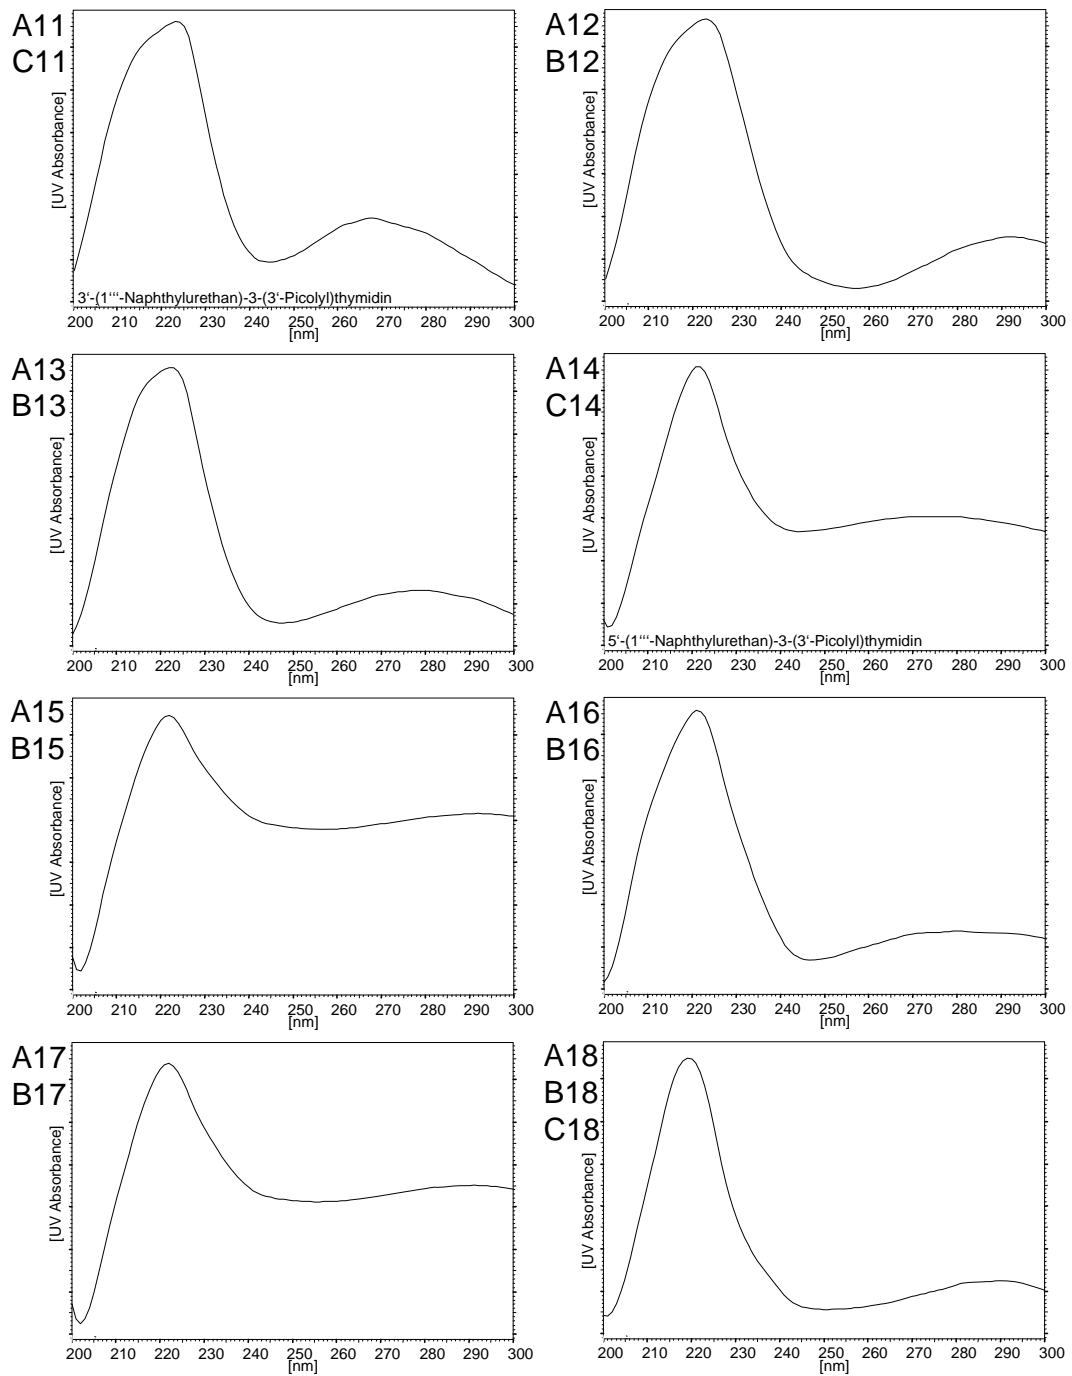 A11
C11
[UV Absorbance]
3‘-(1“‘-Naphthylurethan)-3-(3‘-Picolyl)thymidin
200 210 220 230 240 250 260 270 280 290 300
[nm]
A12
B12
[UV Absorbance]
200 210 220 230 240 250 260 270 280 290 300
[nm]
A13
B13
[UV Absorbance]
200 210 220 230 240 250 260 270 280 290 300
[nm]
A14
C14
[UV Absorbance]
5‘-(1“‘-Naphthylurethan)-3-(3‘-Picolyl)thymidin
200 210 220 230 240 250 260 270 280 290 300
[nm]
A15
B15
[UV Absorbance]
200 210 220 230 240 250 260 270 280 290 300
[nm]
A16
B16
[UV Absorbance]
200 210 220 230 240 250 260 270 280 290 300
[nm]
A17
B17
[UV Absorbance]
200 210 220 230 240 250 260 270 280 290 300
[nm]
A18
B18
C18
[UV Absorbance]
200 210 220 230 240 250 260 270 280 290 300
[nm]